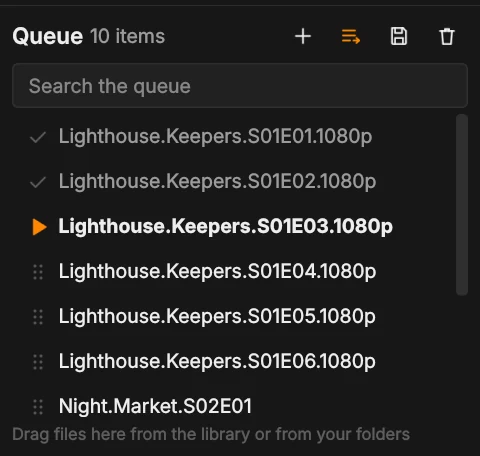 Queue 10 items
Search the queue
Lighthouse.Keepers.S01E01.1080p
Lighthouse.Keepers.S01E02.1080p
Lighthouse.Keepers.S01E03.1080p
Lighthouse.Keepers.S01E04.1080p
Lighthouse.Keepers.S01E05.1080p
Lighthouse.Keepers.S01E06.1080p
Night.Market.S02E01
Drag files here from the library or from your folders